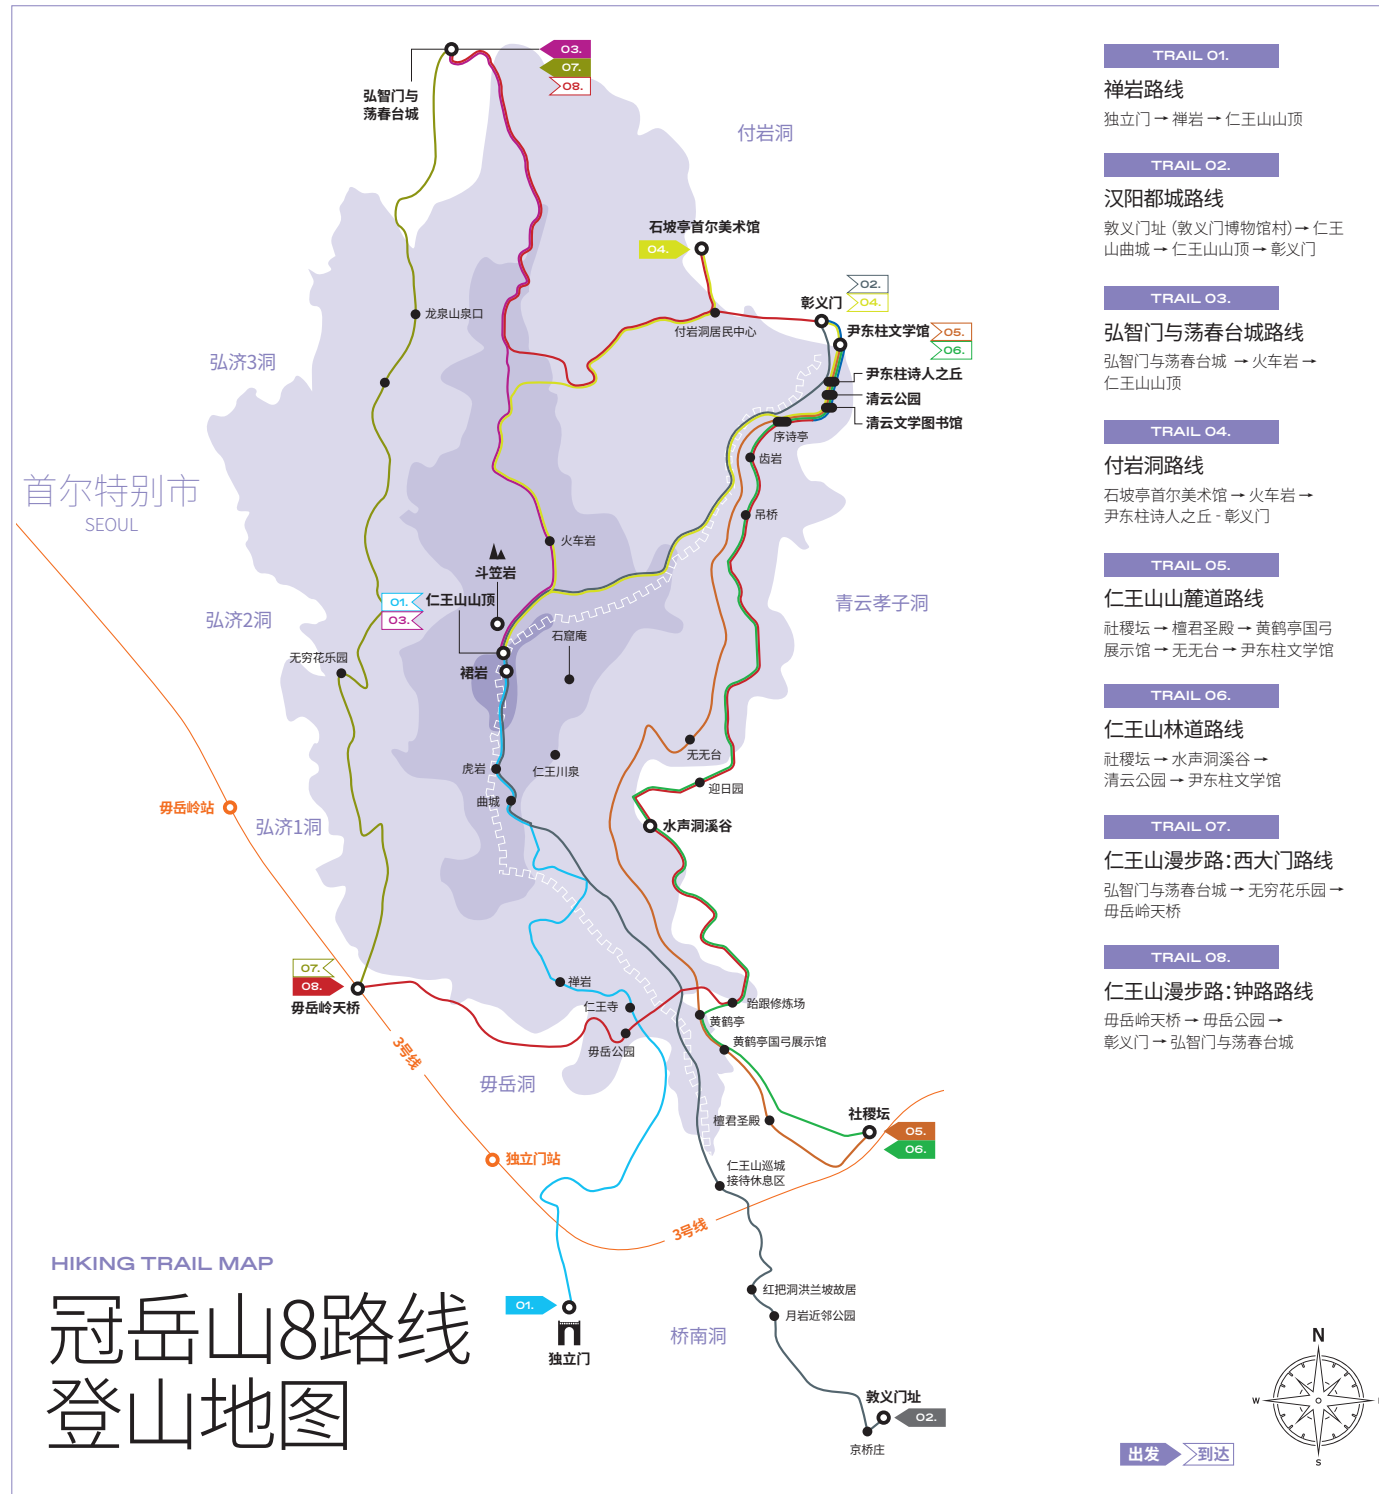 弘智门与
荡春台城
03.
07.
08.
付岩洞
石坡亭首尔美术馆
04.
02.
04.
彰义门
付岩洞居民中心
尹东柱文学馆
05.
06.
尹东柱诗人之丘
清云公园
清云文学图书馆
序诗亭
齿岩
吊桥
龙泉山泉口
弘济3洞
首尔特别市
SEOUL
火车岩
斗笠岩
01.
03.
仁王山山顶
石窟庵
弘济2洞
青云孝子洞
无穷花乐园
裙岩
无无台
虎岩
仁王川泉
迎日园
曲城
水声洞溪谷
毋岳岭站
弘济1洞
07.
08.
毋岳岭天桥
禅岩
仁王寺
跆跟修炼场
黄鹤亭
黄鹤亭国弓展示馆
毋岳公园
3号线
毋岳洞
檀君圣殿
社稷坛
05.
06.
独立门站
仁王山巡城
接待休息区
3号线
红把洞洪兰坡故居
月岩近邻公园
01.
独立门
桥南洞
敦义门址
02.
京桥庄
HIKING TRAIL MAP
冠岳山8路线
登山地图
TRAIL 01.
禅岩路线
独立门 → 禅岩 → 仁王山山顶
TRAIL 02.
汉阳都城路线
敦义门址 (敦义门博物馆村) → 仁王
山曲城 → 仁王山山顶 → 彰义门
TRAIL 03.
弘智门与荡春台城路线
弘智门与荡春台城 → 火车岩 →
仁王山山顶
TRAIL 04.
付岩洞路线
石坡亭首尔美术馆 → 火车岩 →
尹东柱诗人之丘 - 彰义门
TRAIL 05.
仁王山山麓道路线
社稷坛 → 檀君圣殿 → 黄鹤亭国弓
展示馆 → 无无台 → 尹东柱文学馆
TRAIL 06.
仁王山林道路线
社稷坛 → 水声洞溪谷 →
清云公园 → 尹东柱文学馆
TRAIL 07.
仁王山漫步路：西大门路线
弘智门与荡春台城 → 无穷花乐园 →
毋岳岭天桥
TRAIL 08.
仁王山漫步路：钟路路线
毋岳岭天桥 → 毋岳公园 →
彰义门 → 弘智门与荡春台城
N
W
S
出发
到达